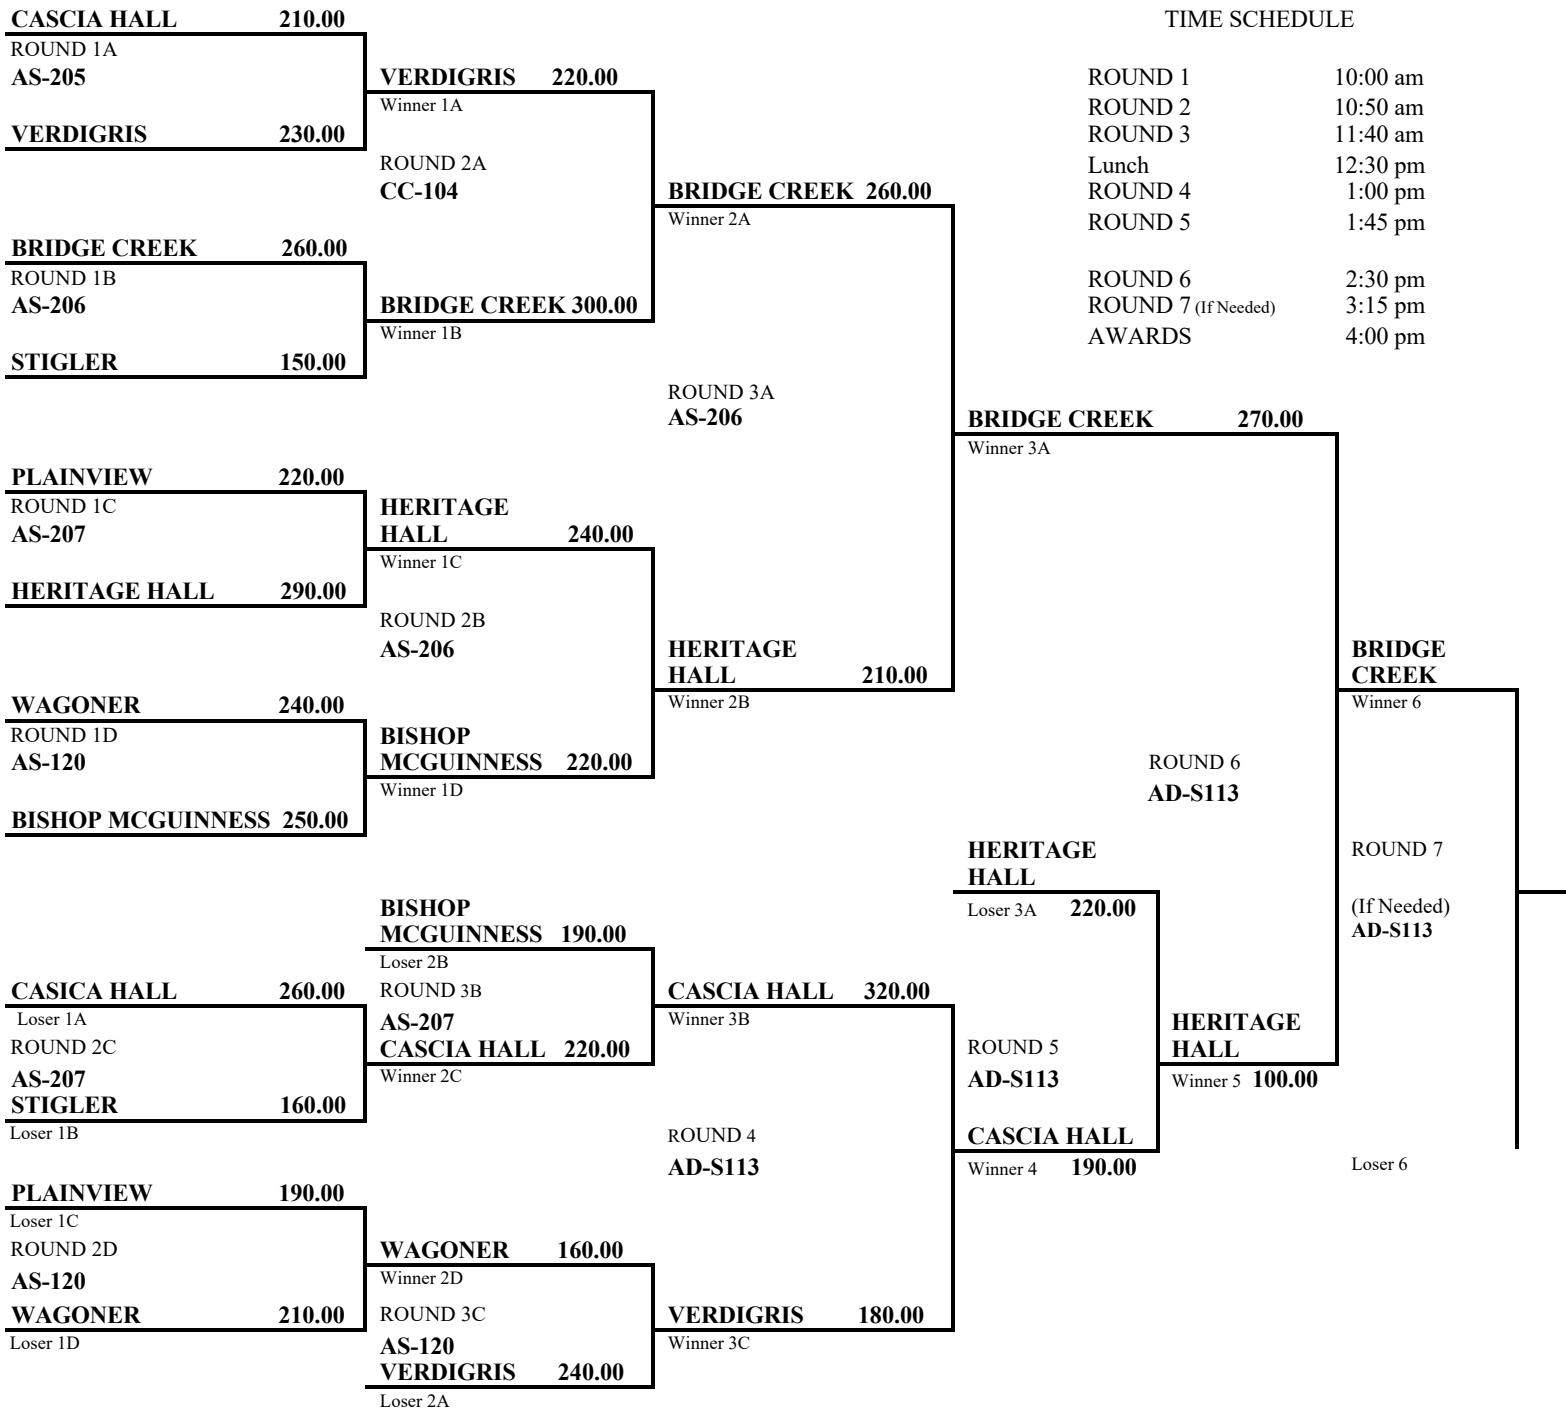 CASCIA HALL 210.00
ROUND 1A
AS-205
VERDIGRIS 230.00
BRIDGE CREEK 260.00
ROUND 1B
AS-206
STIGLER 150.00
PLAINVIEW 220.00
ROUND 1C
AS-207
HERITAGE HALL 290.00
WAGONER 240.00
ROUND 1D
AS-120
BISHOP MCGUINNESS 250.00
CASICA HALL 260.00
Loser 1A
ROUND 2C
AS-207
STIGLER 160.00
Loser 1B
PLAINVIEW 190.00
Loser 1C
ROUND 2D
AS-120
WAGONER 210.00
Loser 1D
VERDIGRIS 220.00
Winner 1A
ROUND 2A
CC-104
BRIDGE CREEK 300.00
Winner 1B
HERITAGE
HALL 240.00
Winner 1C
ROUND 2B
AS-206
BISHOP
MCGUINNESS 220.00
Winner 1D
BISHOP
MCGUINNESS 190.00
Loser 2B
ROUND 3B
AS-207
CASCIA HALL 220.00
Winner 2C
WAGONER 160.00
Winner 2D
ROUND 3C
AS-120
VERDIGRIS 240.00
Loser 2A
BRIDGE CREEK 260.00
Winner 2A
ROUND 3A
AS-206
HERITAGE
HALL 210.00
Winner 2B
CASCIA HALL 320.00
Winner 3B
ROUND 4
AD-S113
VERDIGRIS 180.00
Winner 3C
BRIDGE CREEK 270.00
Winner 3A
ROUND 6
AD-S113
HERITAGE
HALL
Loser 3A 220.00
ROUND 5
AD-S113
CASCIA HALL
Winner 4 190.00
HERITAGE
HALL
Winner 5 100.00
BRIDGE
CREEK
Winner 6
ROUND 7
(If Needed)
AD-S113
Loser 6
TIME SCHEDULE
ROUND 1 10:00 am
ROUND 2 10:50 am
ROUND 3 11:40 am
Lunch 12:30 pm
ROUND 4 1:00 pm
ROUND 5 1:45 pm
ROUND 6 2:30 pm
ROUND 7 (If Needed) 3:15 pm
AWARDS 4:00 pm